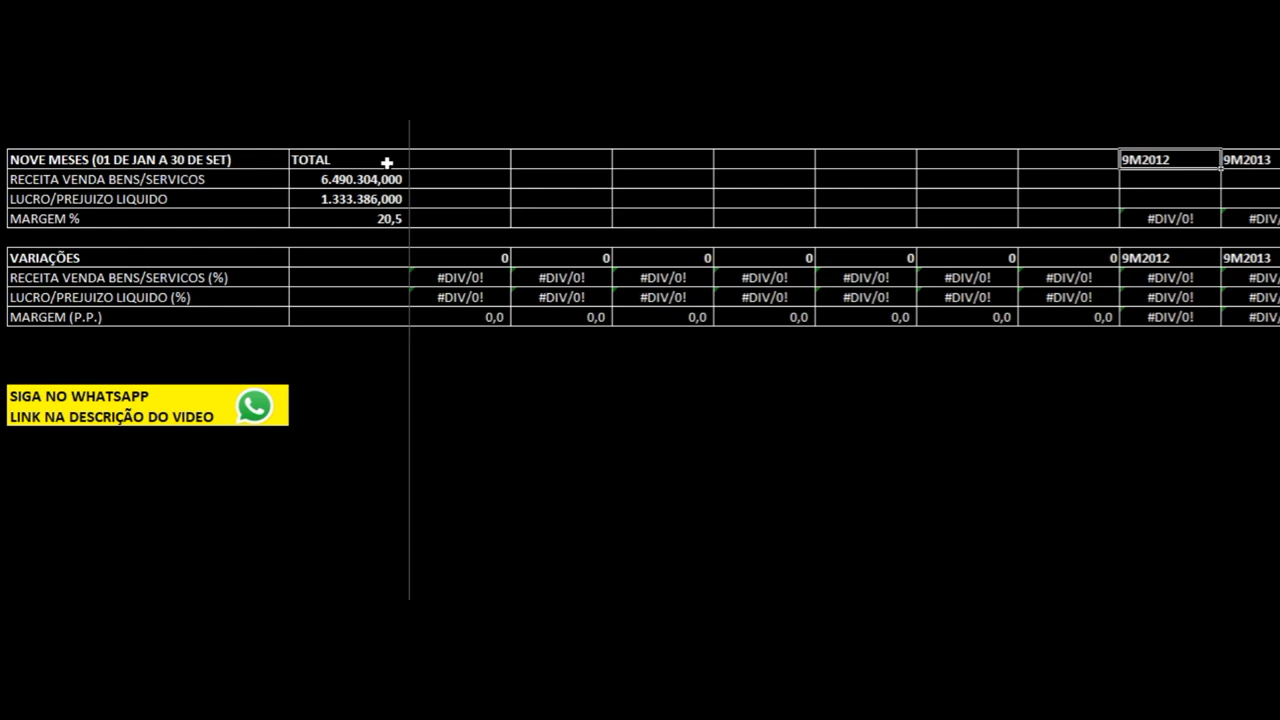 NOVE MESES (01 DE JAN A 30 DE SET) TOTAL 9M2012 9M2013
RECEITA VENDA BENS/SERVICOS 6.490.304,000
LUCRO/PREJUIZO LIQUIDO 1.333.386,000
MARGEM % 20,5 #DIV/0! #DIV/
VARIAÇÕES 0 0 0 0 0 0 0 9M2012 9M2013
RECEITA VENDA BENS/SERVICOS (%) #DIV/0! #DIV/0! #DIV/0! #DIV/0! #DIV/0! #DIV/0! #DIV/0! #DIV/0! #DIV/
LUCRO/PREJUIZO LIQUIDO (%) #DIV/0! #DIV/0! #DIV/0! #DIV/0! #DIV/0! #DIV/0! #DIV/0! #DIV/0! #DIV/
MARGEM (P.P.) 0,0 0,0 0,0 0,0 0,0 0,0 0,0 #DIV/0! #DIV/
SIGA NO WHATSAPP
LINK NA DESCRIÇÃO DO VIDEO